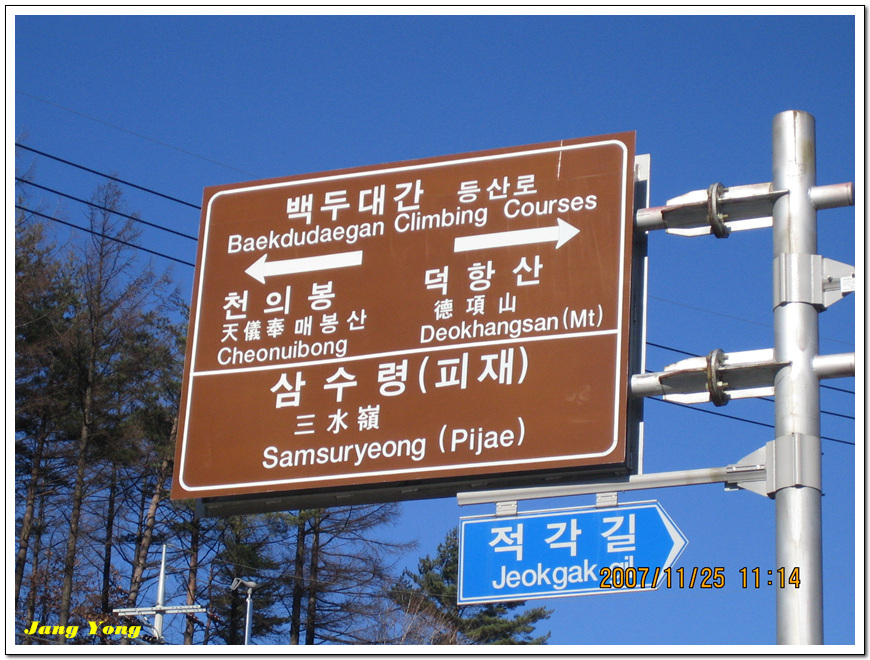 백두대간 등산로
Baekdudaegan Climbing Courses
천의봉
天儀奉 매봉산
Cheonuibong
덕항산
德項山
Deokhangsan(Mt)
삼수령(피재)
三水嶺
Samsuryeong (Pijae)
적각길
Jeokgak gil
2007/11/25 11:14
Jang Yong